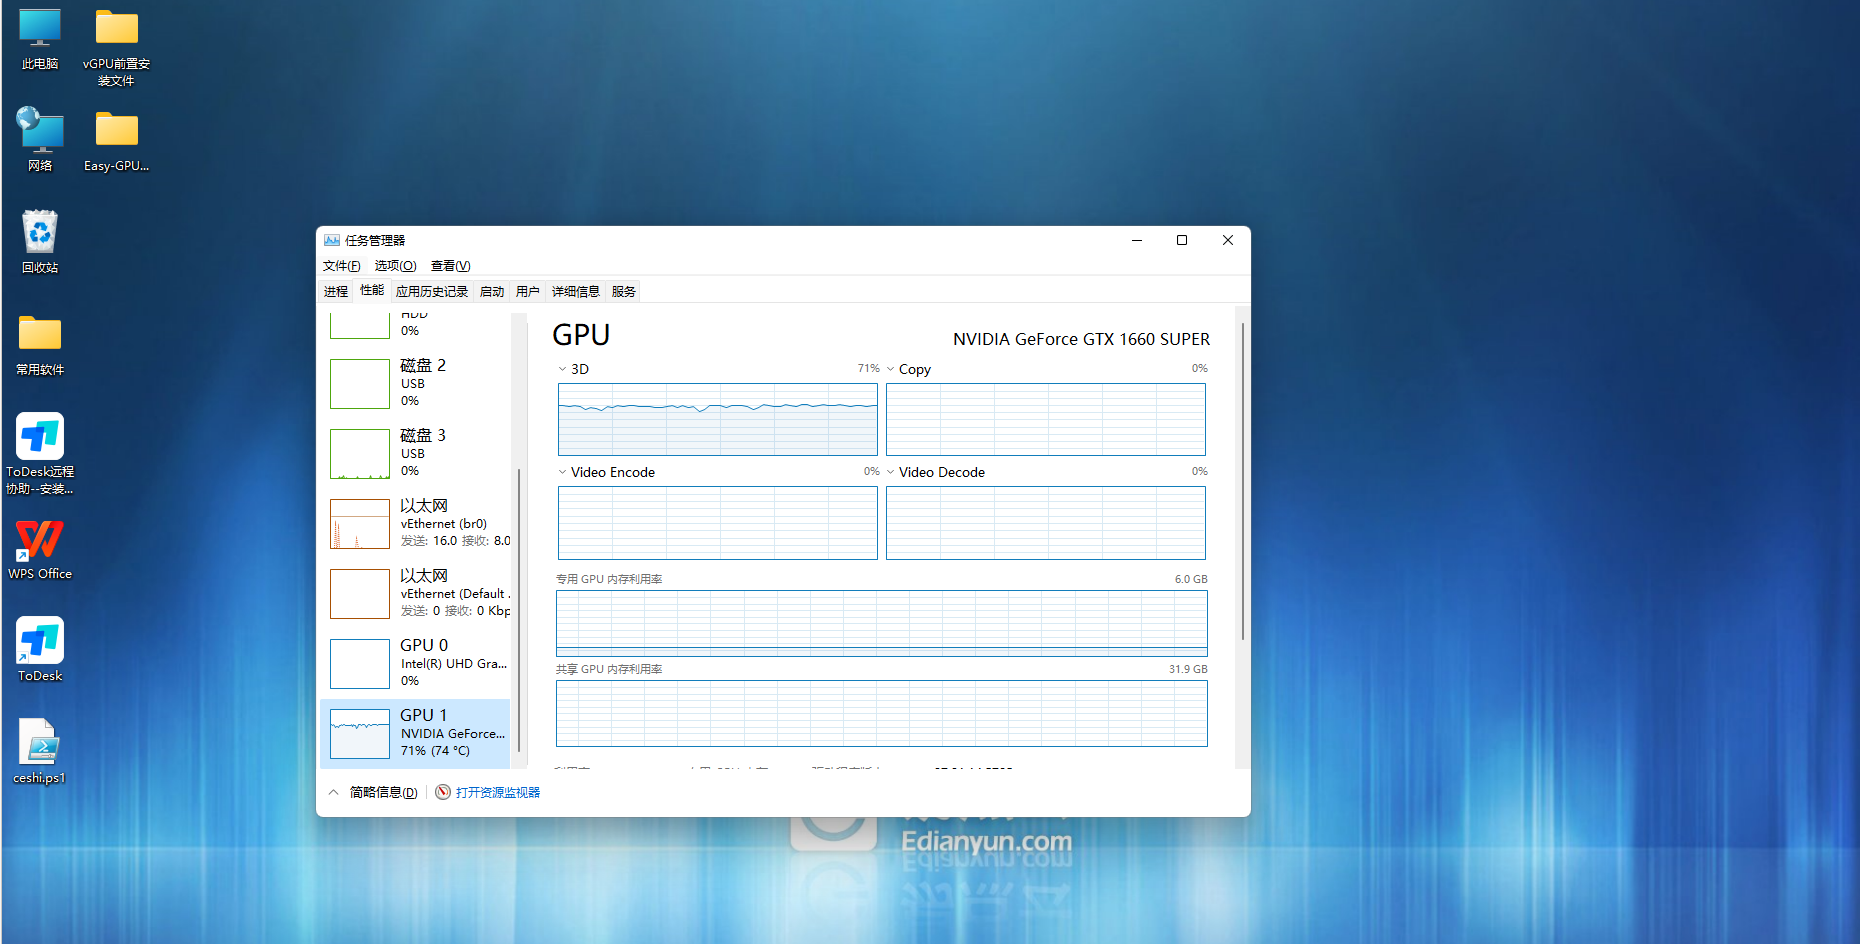 此电脑
vGPU前置安
装文件
网络
Easy-GPU...
回收站
常用软件
ToDesk远程
协助--安装...
WPS Office
ToDesk
ceshi.ps1
任务管理器
文件(F) 选项(O) 查看(V)
进程 性能 应用历史记录 启动 用户 详细信息 服务
HDD
0%
磁盘 2
USB
0%
磁盘 3
USB
0%
以太网
vEthernet (br0)
发送: 16.0 接收: 8.0
以太网
vEthernet (Default .
发送: 0 接收: 0 Kbp
GPU 0
Intel(R) UHD Gra...
0%
GPU 1
NVIDIA GeForce...
71% (74 °C)
GPU
NVIDIA GeForce GTX 1660 SUPER
3D 71%
Copy 0%
Video Encode 0%
Video Decode 0%
专用 GPU 内存利用率 6.0 GB
共享 GPU 内存利用率 31.9 GB
简略信息(D) 打开资源监视器
Edianyun.com